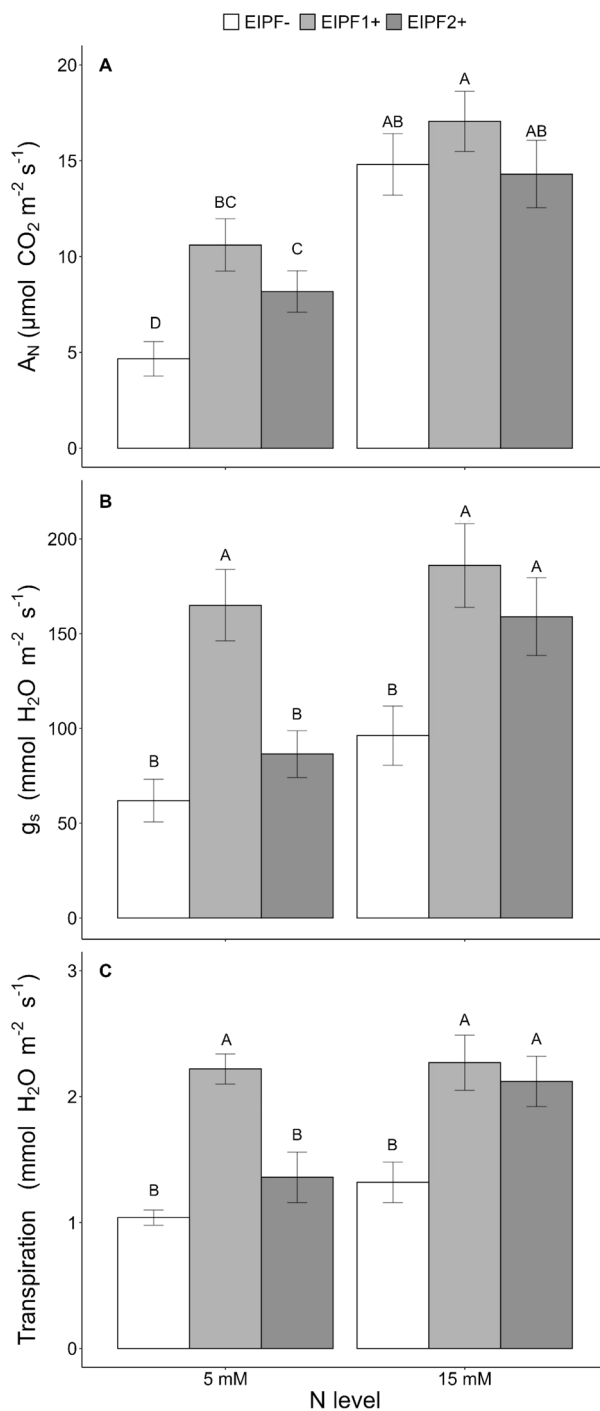 EIPF- EIPF1+ EIPF2+
A
A_N (μmol CO₂ m⁻² s⁻¹)
20
15
10
5
0
D
BC
C
AB
A
AB
B
gₛ (mmol H₂O m⁻² s⁻¹)
200
150
100
50
0
B
A
B
B
A
A
C
Transpiration (mmol H₂O m⁻² s⁻¹)
3
2
1
0
B
A
B
B
A
A
5 mM 15 mM
N level